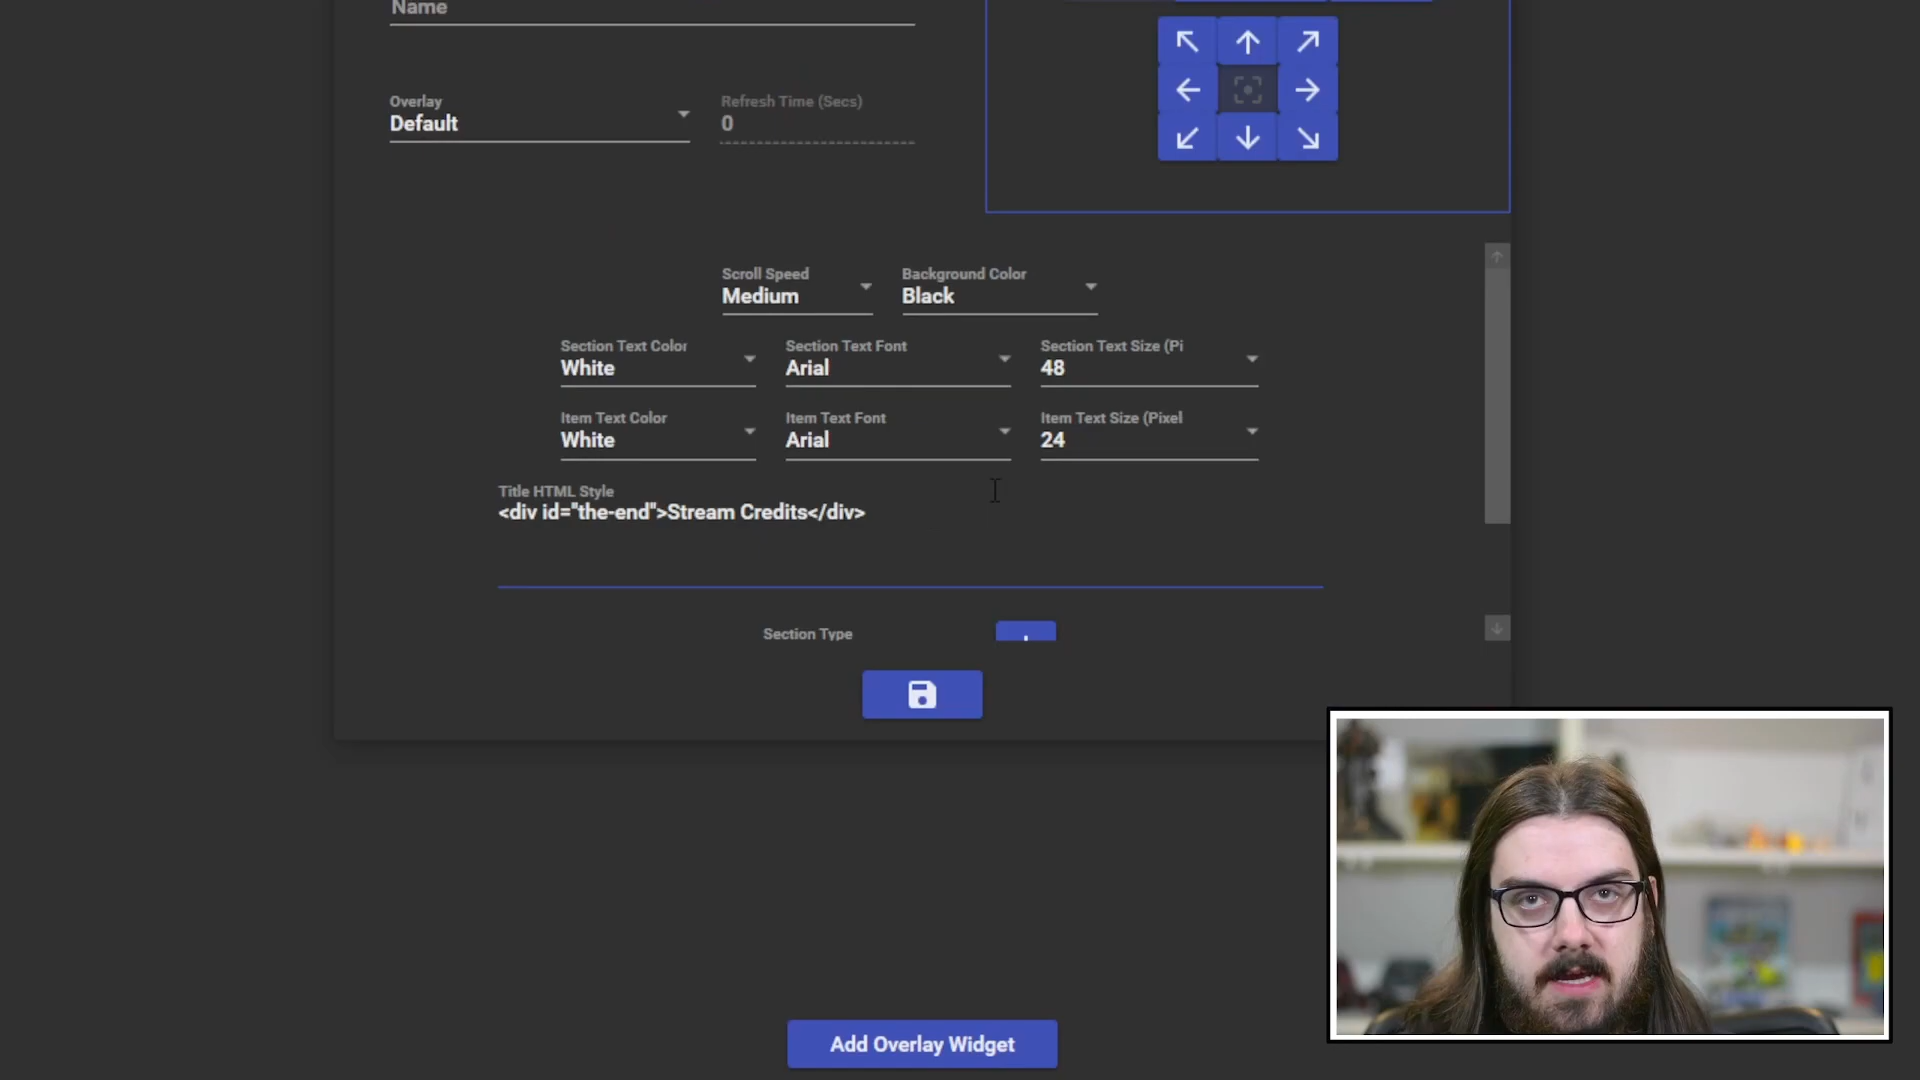 Name
Overlay
Default
Refresh Time (Secs)
0
Scroll Speed
Medium
Background Color
Black
Section Text Color
White
Section Text Font
Arial
Section Text Size (Pi
48
Item Text Color
White
Item Text Font
Arial
Item Text Size (Pixel
24
Title HTML Style
<div id="the-end">Stream Credits</div>
Section Type
Add Overlay Widget